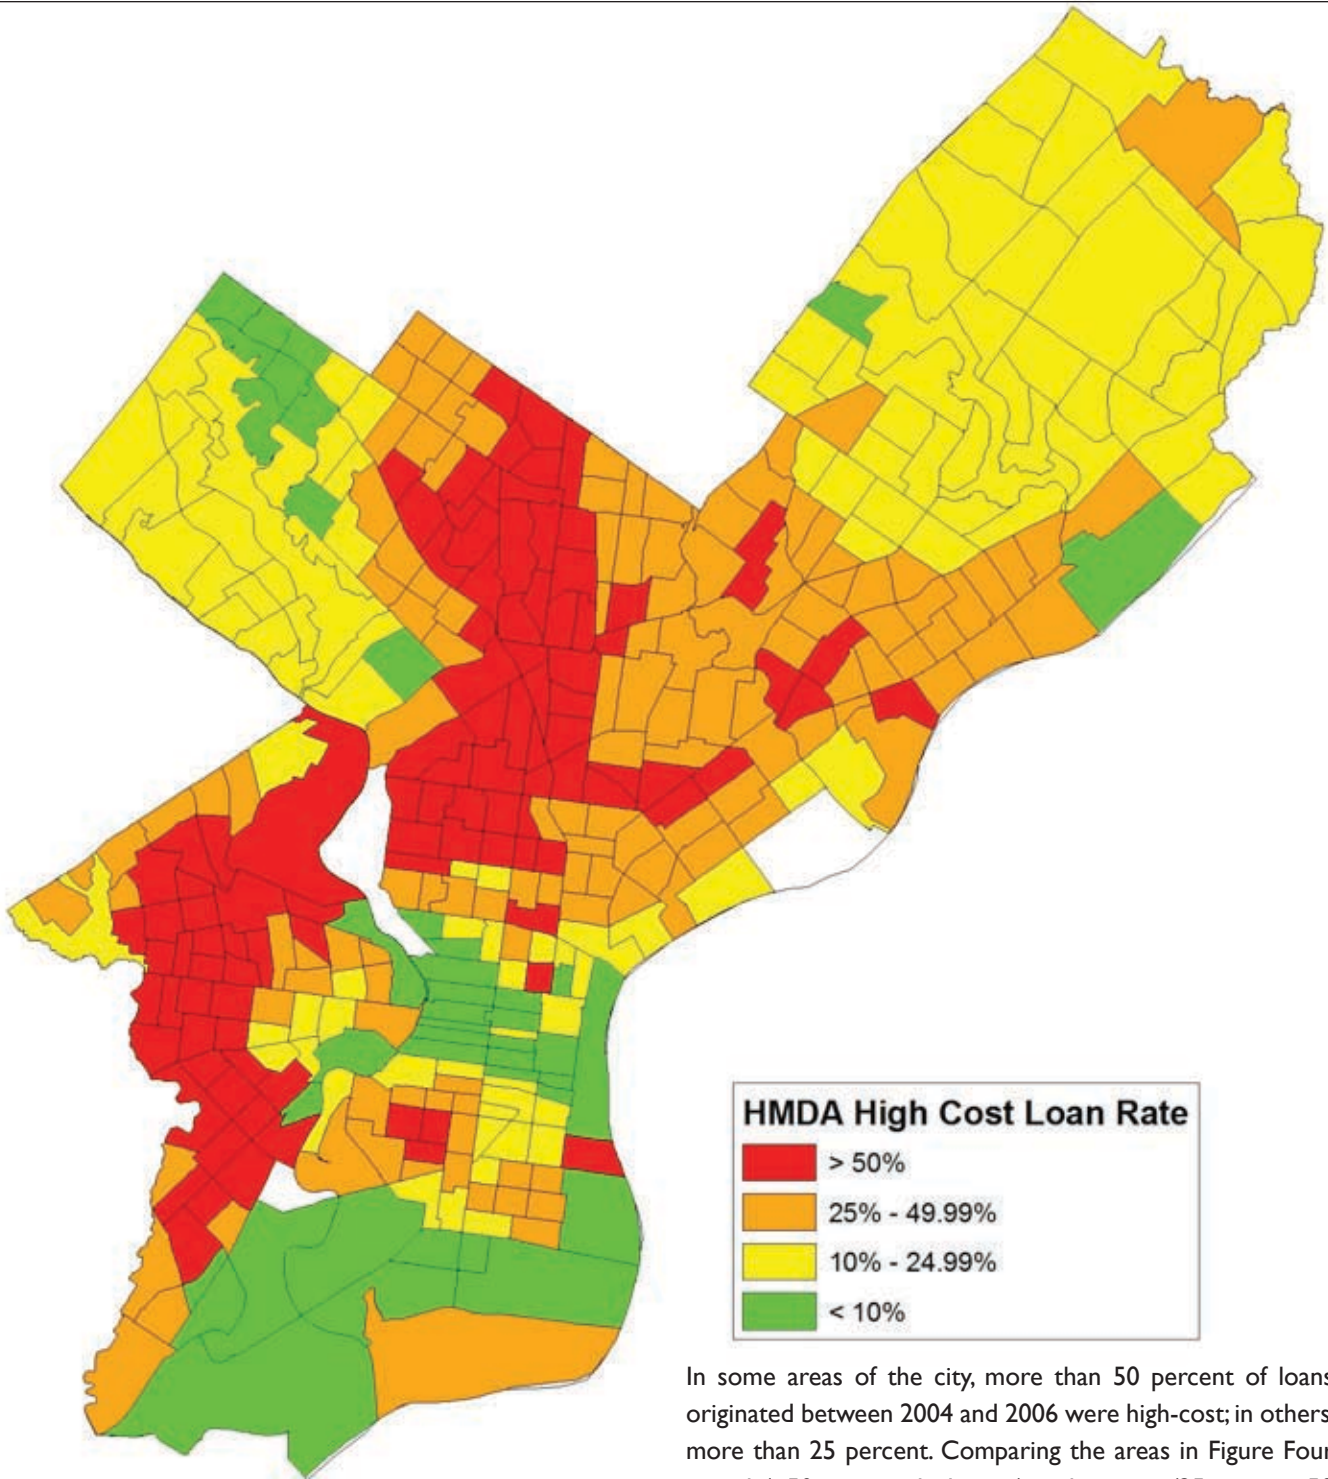 HMDA High Cost Loan Rate
> 50%
25% - 49.99%
10% - 24.99%
< 10%
In some areas of the city, more than 50 percent of loans
originated between 2004 and 2006 were high-cost; in others
more than 25 percent. Comparing the areas in Figure Four